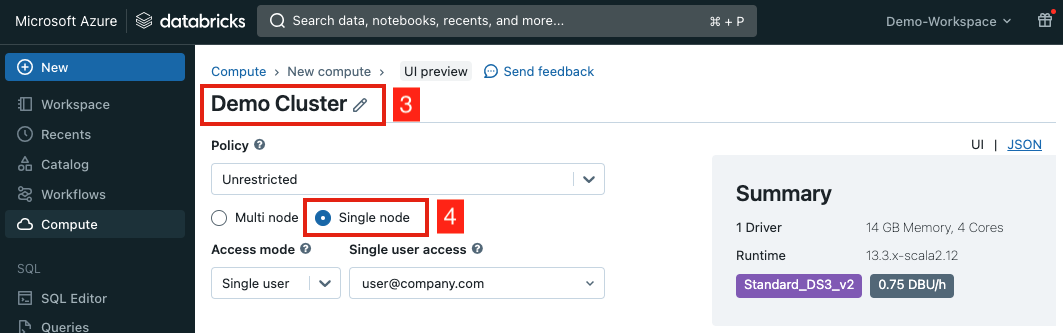 Microsoft Azure databricks Search data, notebooks, recents, and more... ⌘ + P Demo-Workspace
New
Workspace
Recents
Catalog
Workflows
Compute
SQL
SQL Editor
Queries
Compute > New compute > UI preview Send feedback
Demo Cluster 3
UI | JSON
Policy ?
Unrestricted
Multi node Single node 4
Access mode ? Single user access ?
Single user user@company.com
Summary
1 Driver 14 GB Memory, 4 Cores
Runtime 13.3.x-scala2.12
Standard_DS3_v2 0.75 DBU/h